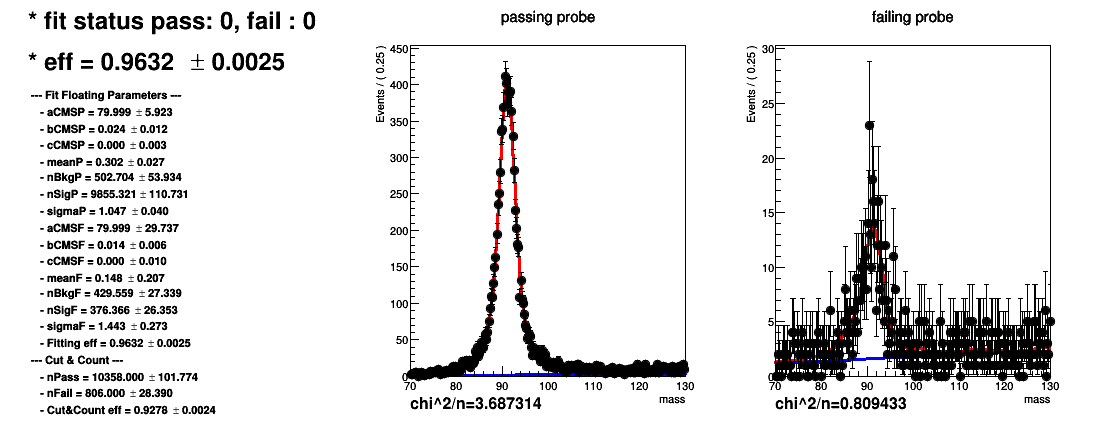 * fit status pass: 0, fail : 0
* eff = 0.9632 ± 0.0025
--- Fit Floating Parameters ---
- aCMSP = 79.999 ± 5.923
- bCMSP = 0.024 ± 0.012
- cCMSP = 0.000 ± 0.003
- meanP = 0.302 ± 0.027
- nBkgP = 502.704 ± 53.934
- nSigP = 9855.321 ± 110.731
- sigmaP = 1.047 ± 0.040
- aCMSF = 79.999 ± 29.737
- bCMSF = 0.014 ± 0.006
- cCMSF = 0.000 ± 0.010
- meanF = 0.148 ± 0.207
- nBkgF = 429.559 ± 27.339
- nSigF = 376.366 ± 26.353
- sigmaF = 1.443 ± 0.273
- Fitting eff = 0.9632 ± 0.0025
--- Cut & Count ---
- nPass = 10358.000 ± 101.774
- nFail = 806.000 ± 28.390
- Cut&Count eff = 0.9278 ± 0.0024
passing probe
Events / ( 0.25 )
450
400
350
300
250
200
150
100
50
0
70 80 90 100 110 120 130
mass
chi^2/n=3.687314
failing probe
Events / ( 0.25 )
30
25
20
15
10
5
0
70 80 90 100 110 120 130
mass
chi^2/n=0.809433